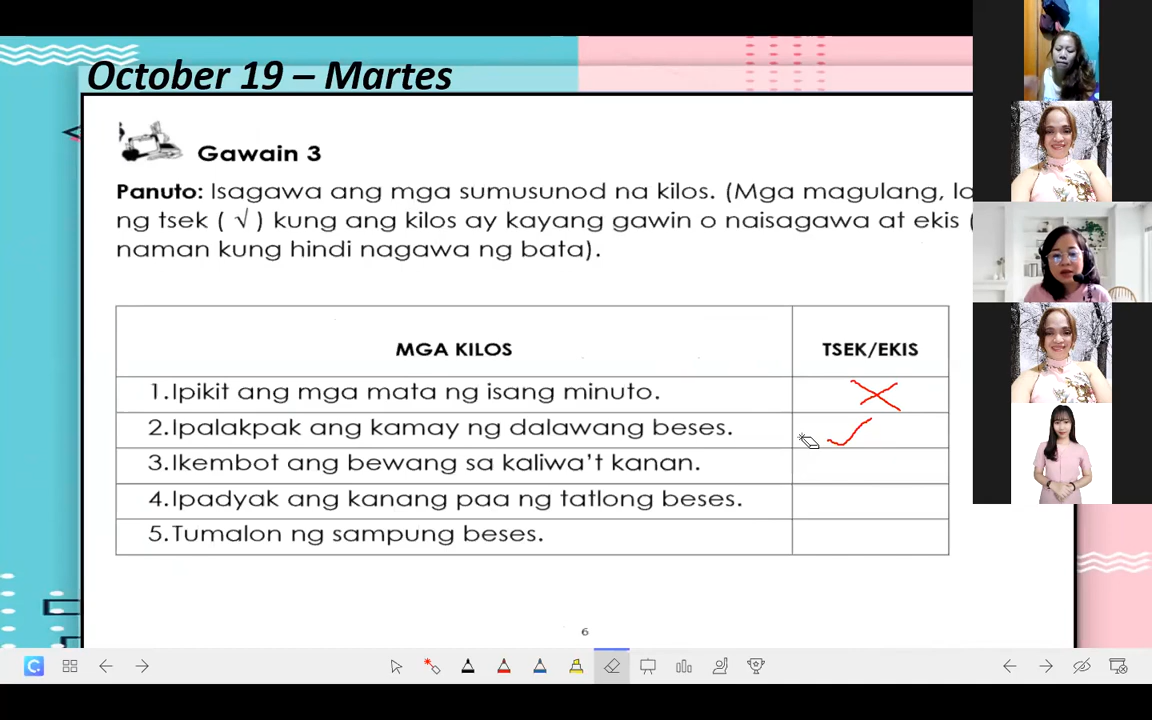 October 19 – Martes
Gawain 3
Panuto: Isagawa ang mga sumusunod na kilos. (Mga magulang,
ng tsek ( √ ) kung ang kilos ay kayang gawin o naisagawa at ekis (
naman kung hindi nagawa ng bata).
MGA KILOS TSEK/EKIS
1.Ipikit ang mga mata ng isang minuto.
2.Ipalakpak ang kamay ng dalawang beses.
3.Ikembot ang bewang sa kaliwa’t kanan.
4.Ipadyak ang kanang paa ng tatlong beses.
5.Tumalon ng sampung beses.
6